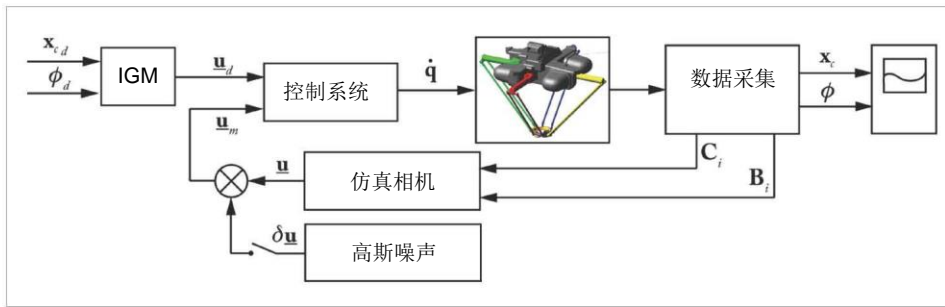 x_{c d}
ϕ_d
IGM
u_d
u_m
控制系统
q̇
数据采集
x_c
ϕ
C_i
B_i
u
仿真相机
δu
高斯噪声